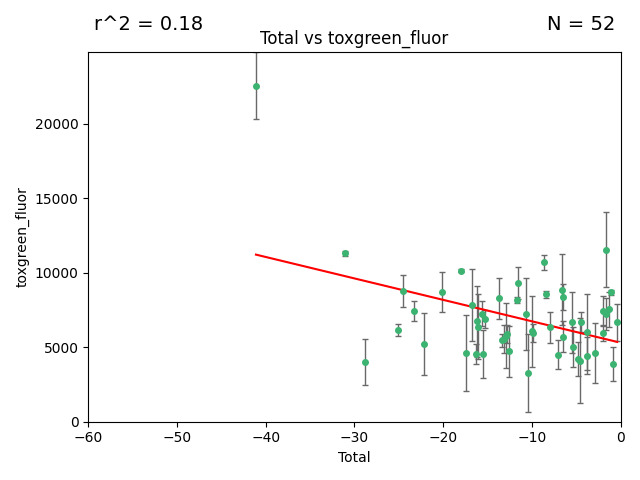 r^2 = 0.18 N = 52
Total vs toxgreen_fluor
20000
15000
10000
5000
0
toxgreen_fluor
−60 −50 −40 −30 −20 −10 0
Total